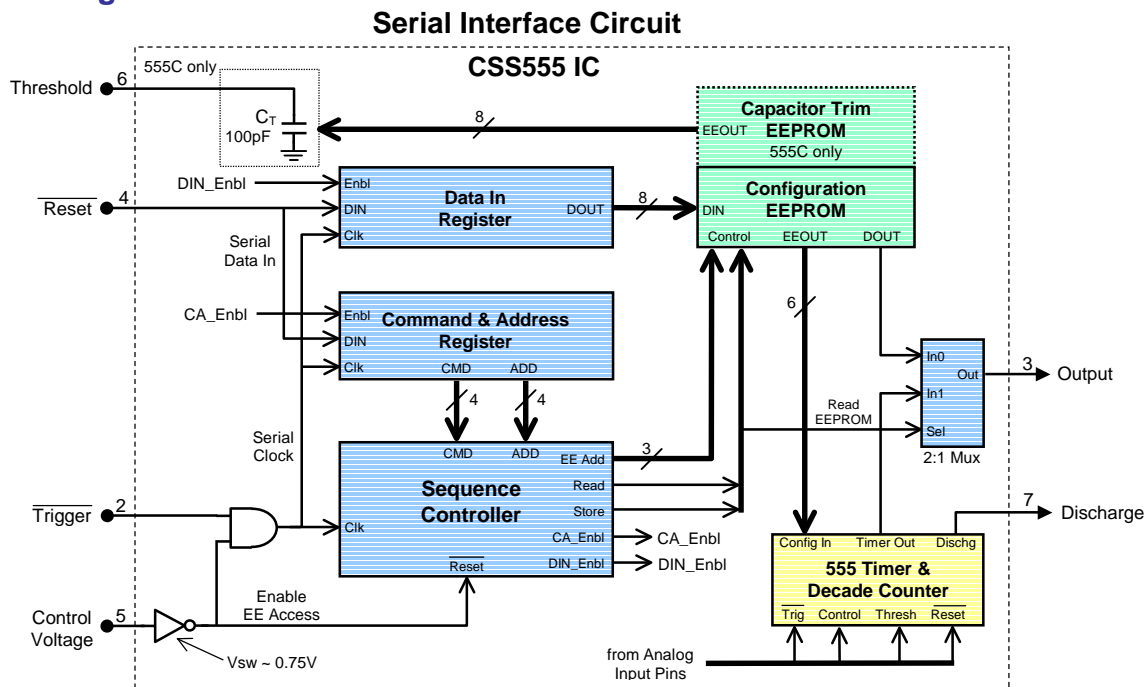 Serial Interface Circuit
CSS555 IC
555C only
Threshold
6
CT
100pF
8
EEOUT
Capacitor Trim
EEPROM
555C only
DIN_Enbl
Reset
4
Serial
Data In
Enbl
DIN
Clk
Data In
Register
DOUT
8
DIN
Configuration
EEPROM
Control
EEOUT
DOUT
CA_Enbl
Enbl
DIN
Clk
Command & Address
Register
CMD
ADD
4
4
6
In0
In1
Sel
Out
2:1 Mux
3
Output
Read
EEPROM
Serial
Clock
CMD
ADD
Sequence
Controller
Clk
Reset
EE Add
Read
Store
CA_Enbl
DIN_Enbl
3
CA_Enbl
DIN_Enbl
Trigger
2
7
Discharge
Config In
Timer Out
Dischg
555 Timer &
Decade Counter
Trig
Control
Thresh
Reset
Control
Voltage
5
Enable
EE Access
Vsw ~ 0.75V
from Analog
Input Pins